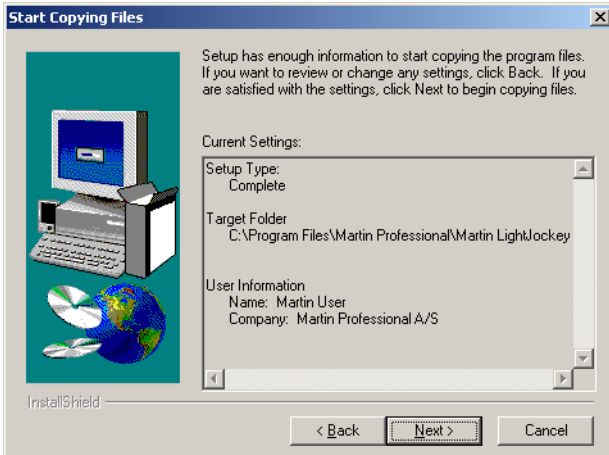 Start Copying Files
Setup has enough information to start copying the program files.
If you want to review or change any settings, click Back. If you
are satisfied with the settings, click Next to begin copying files.
Current Settings:
Setup Type:
Complete
Target Folder
C:\Program Files\Martin Professional\Martin LightJockey
User Information
Name: Martin User
Company: Martin Professional A/S
InstallShield
< Back
Next >
Cancel